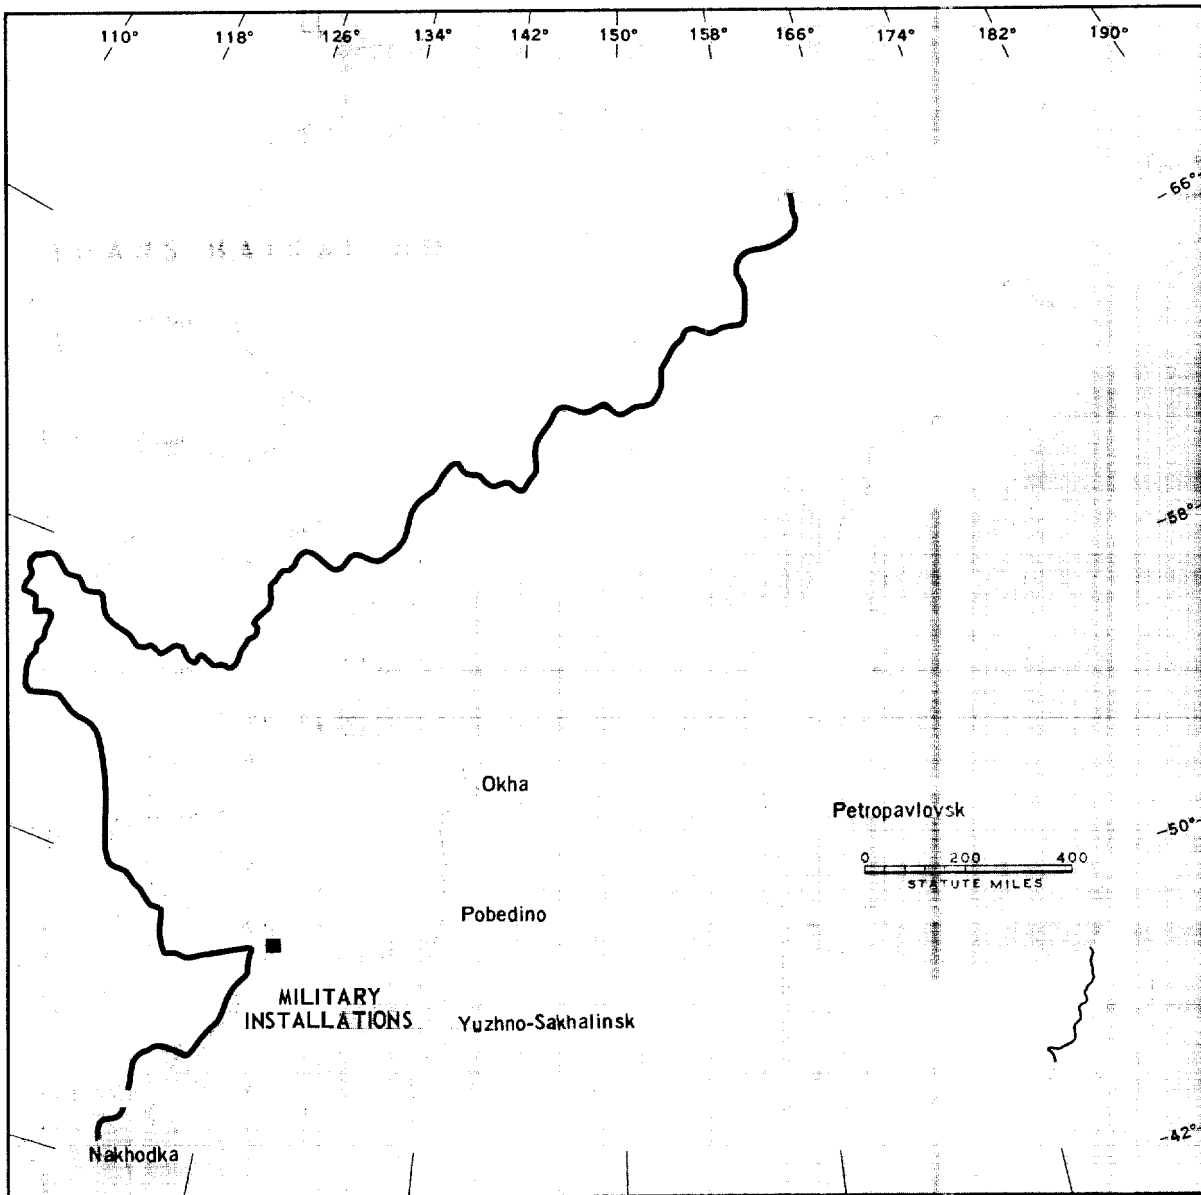 110° 118° 126° 134° 142° 150° 158° 166° 174° 182° 190°
66°
58°
Okha
Petropavlovsk
50°
0 200 400
STATUTE MILES
Pobedino
MILITARY
INSTALLATIONS
Yuzhno-Sakhalinsk
42°
Nakhodka